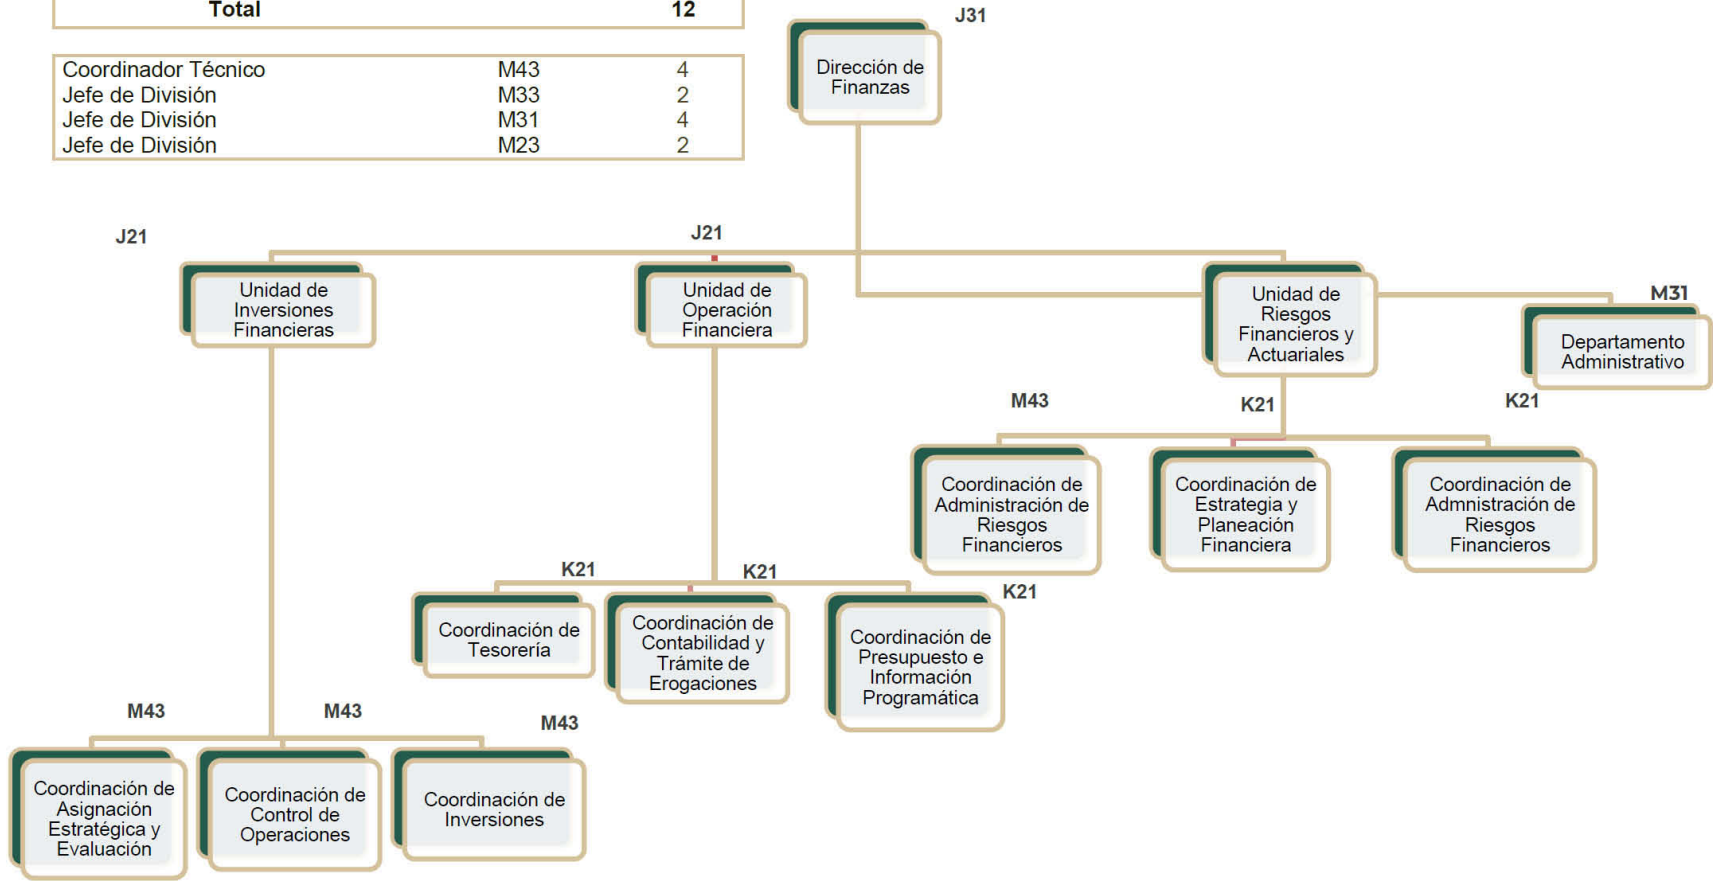 Total 12
Coordinador Técnico M43 4
Jefe de División M33 2
Jefe de División M31 4
Jefe de División M23 2
J31
Dirección de
Finanzas
J21
J21
Unidad de
Inversiones
Financieras
Unidad de
Operación
Financiera
Unidad de
Riesgos
Financieros y
Actuariales
M31
Departamento
Administrativo
M43
K21
K21
Coordinación de
Administración de
Riesgos
Financieros
Coordinación de
Estrategia y
Planeación
Financiera
Coordinación de
Admnistración de
Riesgos
Financieros
K21
K21
K21
Coordinación de
Tesorería
Coordinación de
Contabilidad y
Trámite de
Erogaciones
Coordinación de
Presupuesto e
Información
Programática
M43
M43
M43
Coordinación de
Asignación
Estratégica y
Evaluación
Coordinación de
Control de
Operaciones
Coordinación de
Inversiones